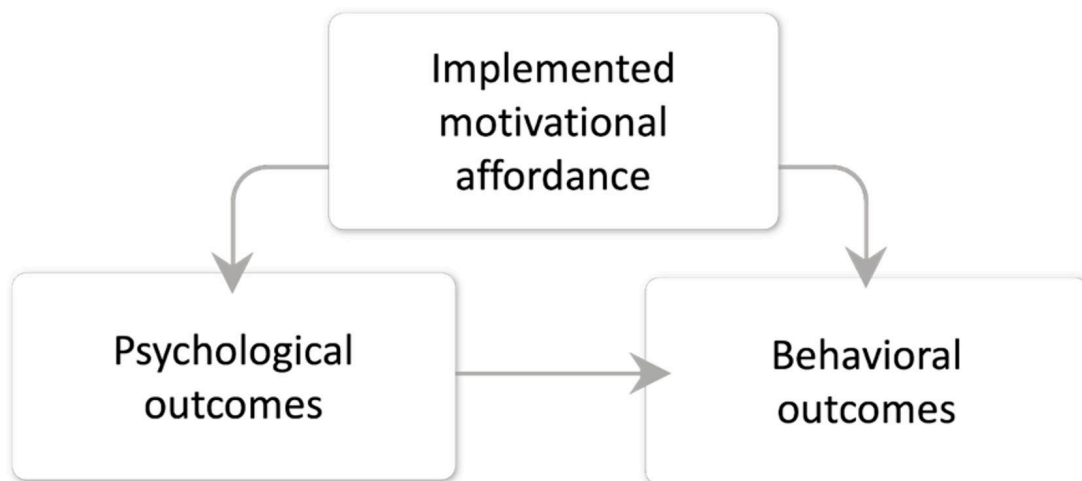 Implemented
motivational
affordance
Psychological
outcomes
Behavioral
outcomes